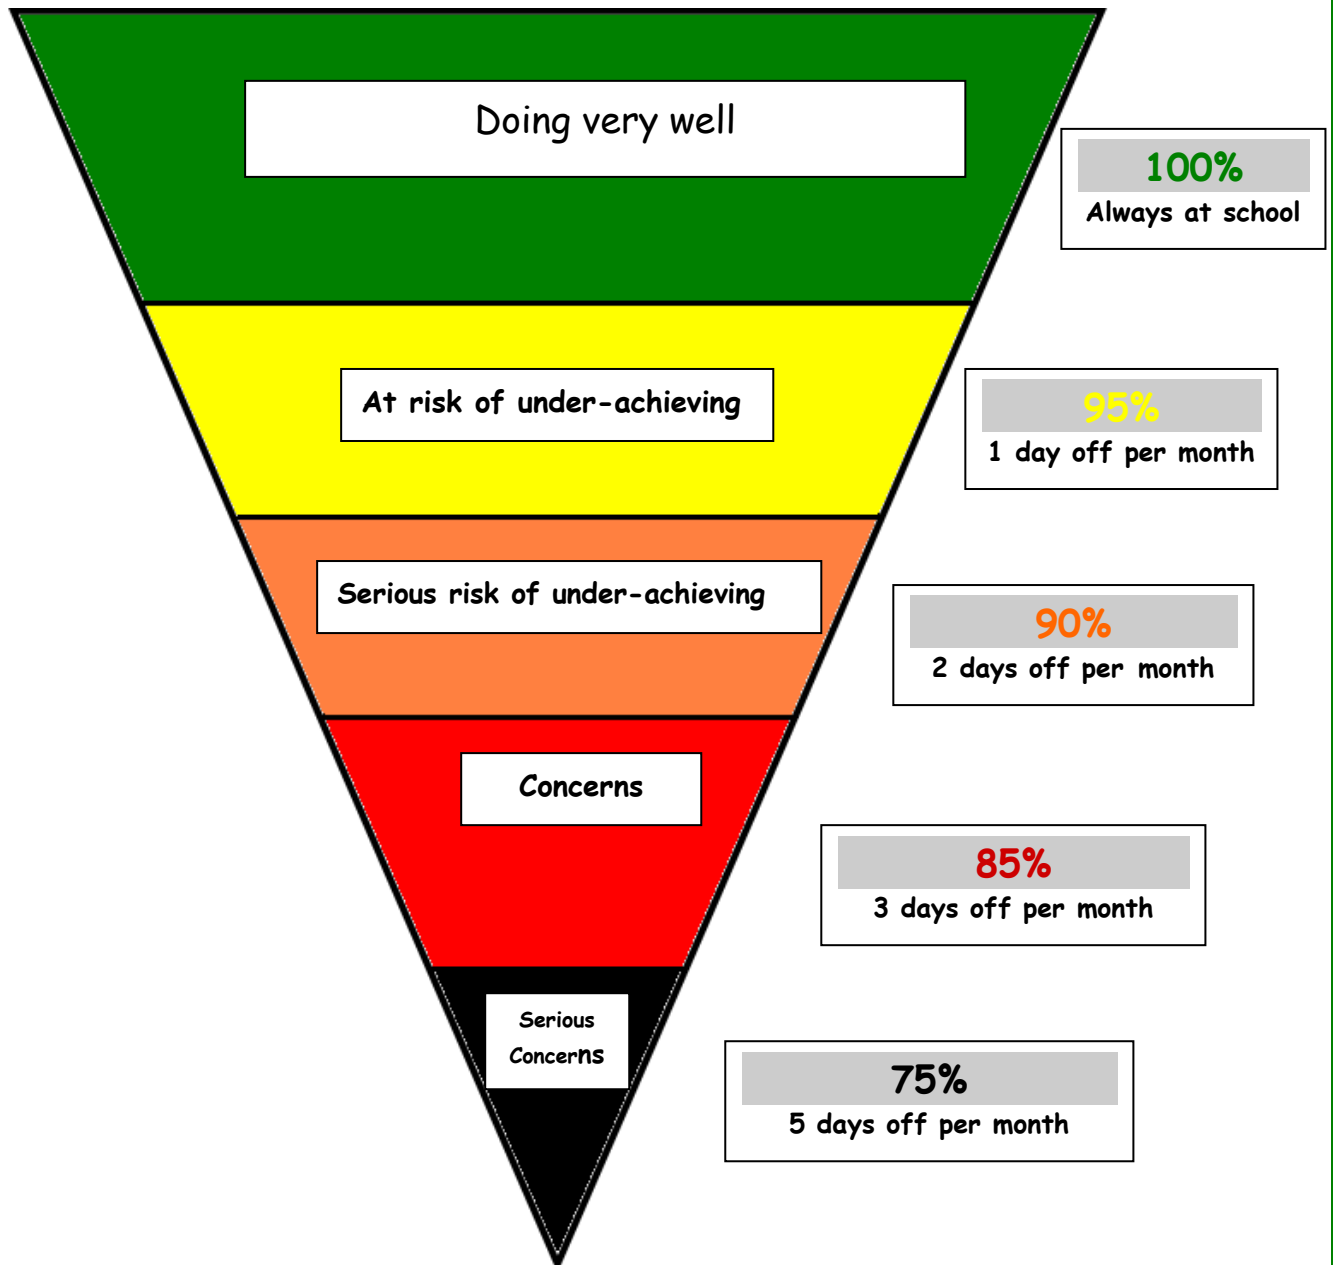 Doing very well
100%
Always at school
At risk of under-achieving
95%
1 day off per month
Serious risk of under-achieving
90%
2 days off per month
Concerns
85%
3 days off per month
Serious
Concerns
75%
5 days off per month